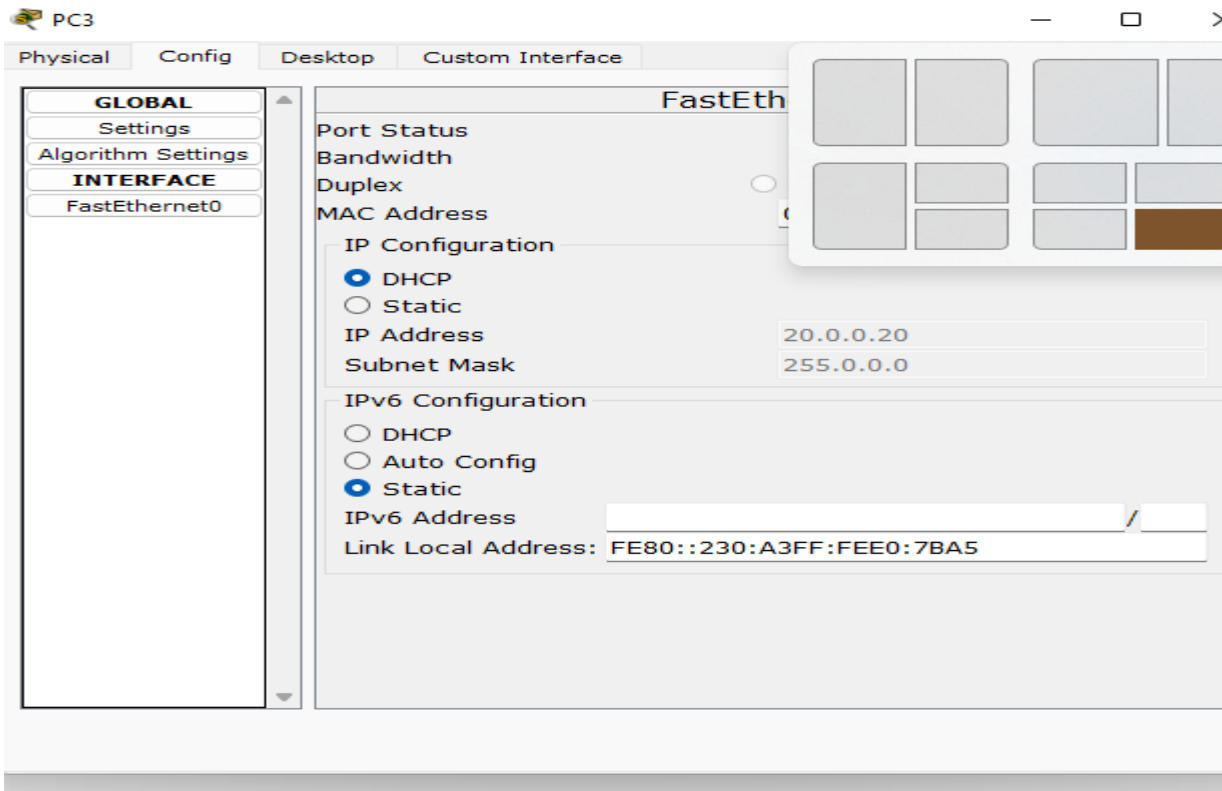 PC3
Physical Config Desktop Custom Interface
GLOBAL
Settings
Algorithm Settings
INTERFACE
FastEthernet0
Port Status
Bandwidth
Duplex
MAC Address
IP Configuration
DHCP
Static
IP Address 20.0.0.20
Subnet Mask 255.0.0.0
IPv6 Configuration
DHCP
Auto Config
Static
IPv6 Address /
Link Local Address: FE80::230:A3FF:FEE0:7BA5